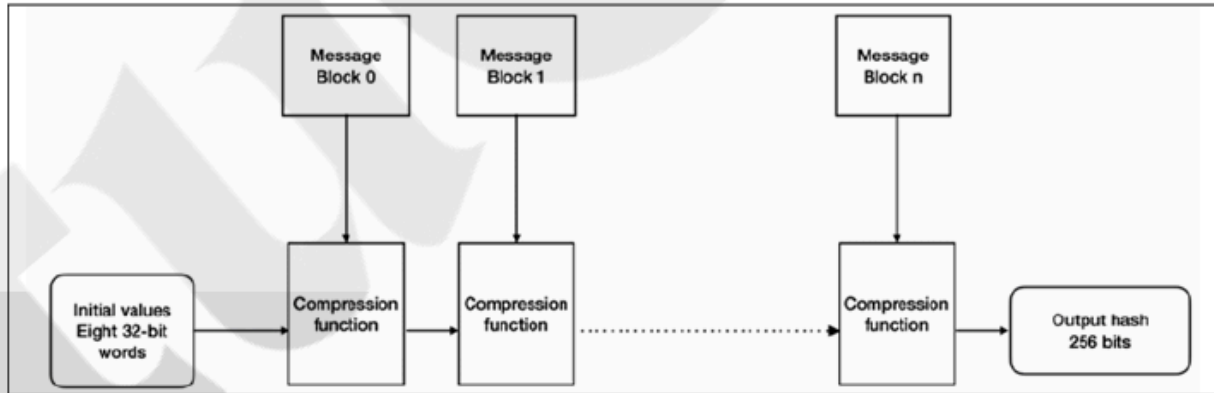 Message
Block 0
Message
Block 1
Message
Block n
Initial values
Eight 32-bit
words
Compression
function
Compression
function
Compression
function
Output hash
256 bits